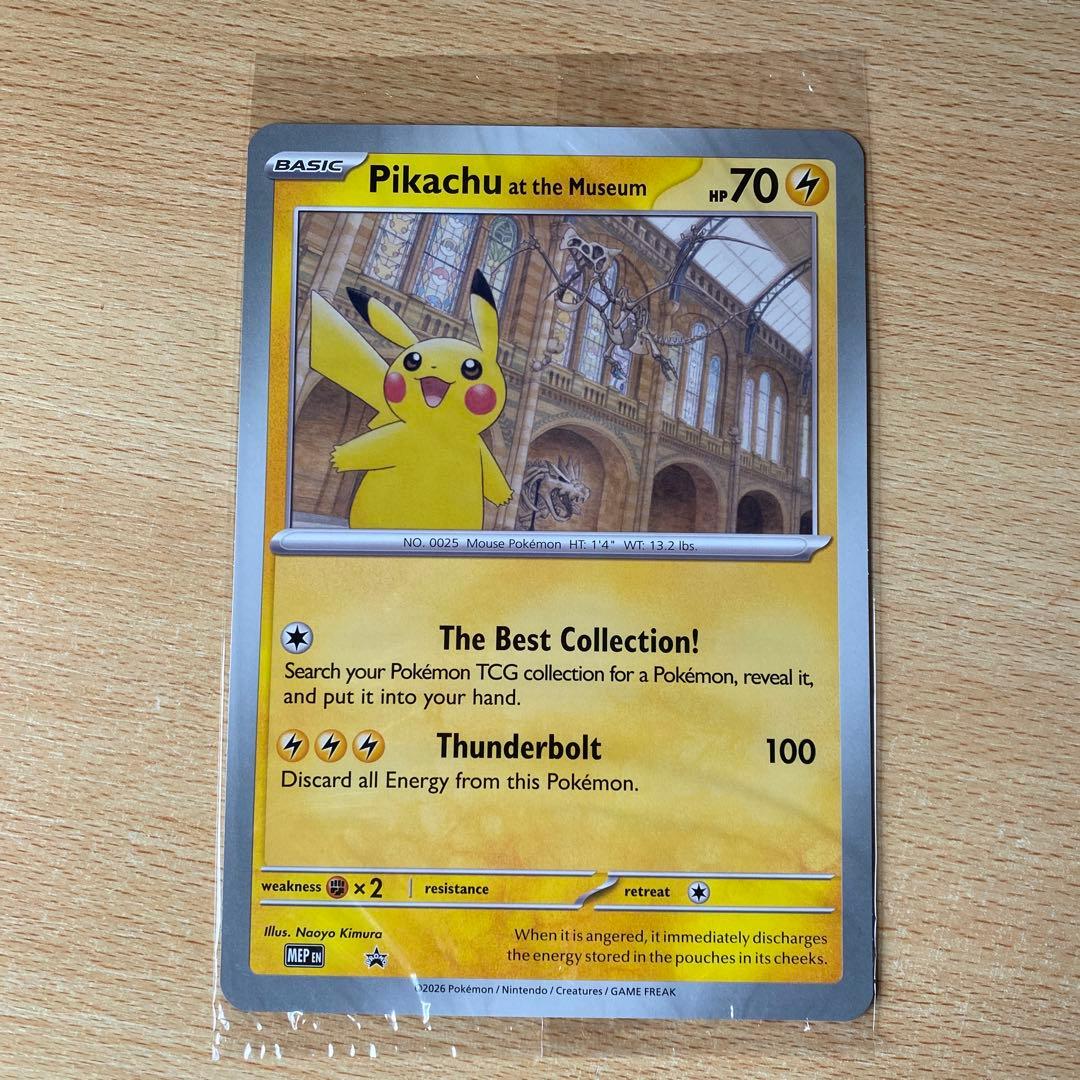 BASIC
Pikachu at the Museum
HP 70
NO. 0025 Mouse Pokémon HT: 1'4" WT: 13.2 lbs.
The Best Collection!
Search your Pokémon TCG collection for a Pokémon, reveal it,
and put it into your hand.
Thunderbolt 100
Discard all Energy from this Pokémon.
weakness ×2 resistance retreat
Illus. Naoyo Kimura
MEP EN
PROMO
When it is angered, it immediately discharges
the energy stored in the pouches in its cheeks.
©2026 Pokémon / Nintendo / Creatures / GAME FREAK